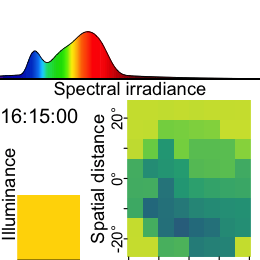 Spectral irradiance
16:15:00
Illuminance
Spatial distance
20°
0°
-20°